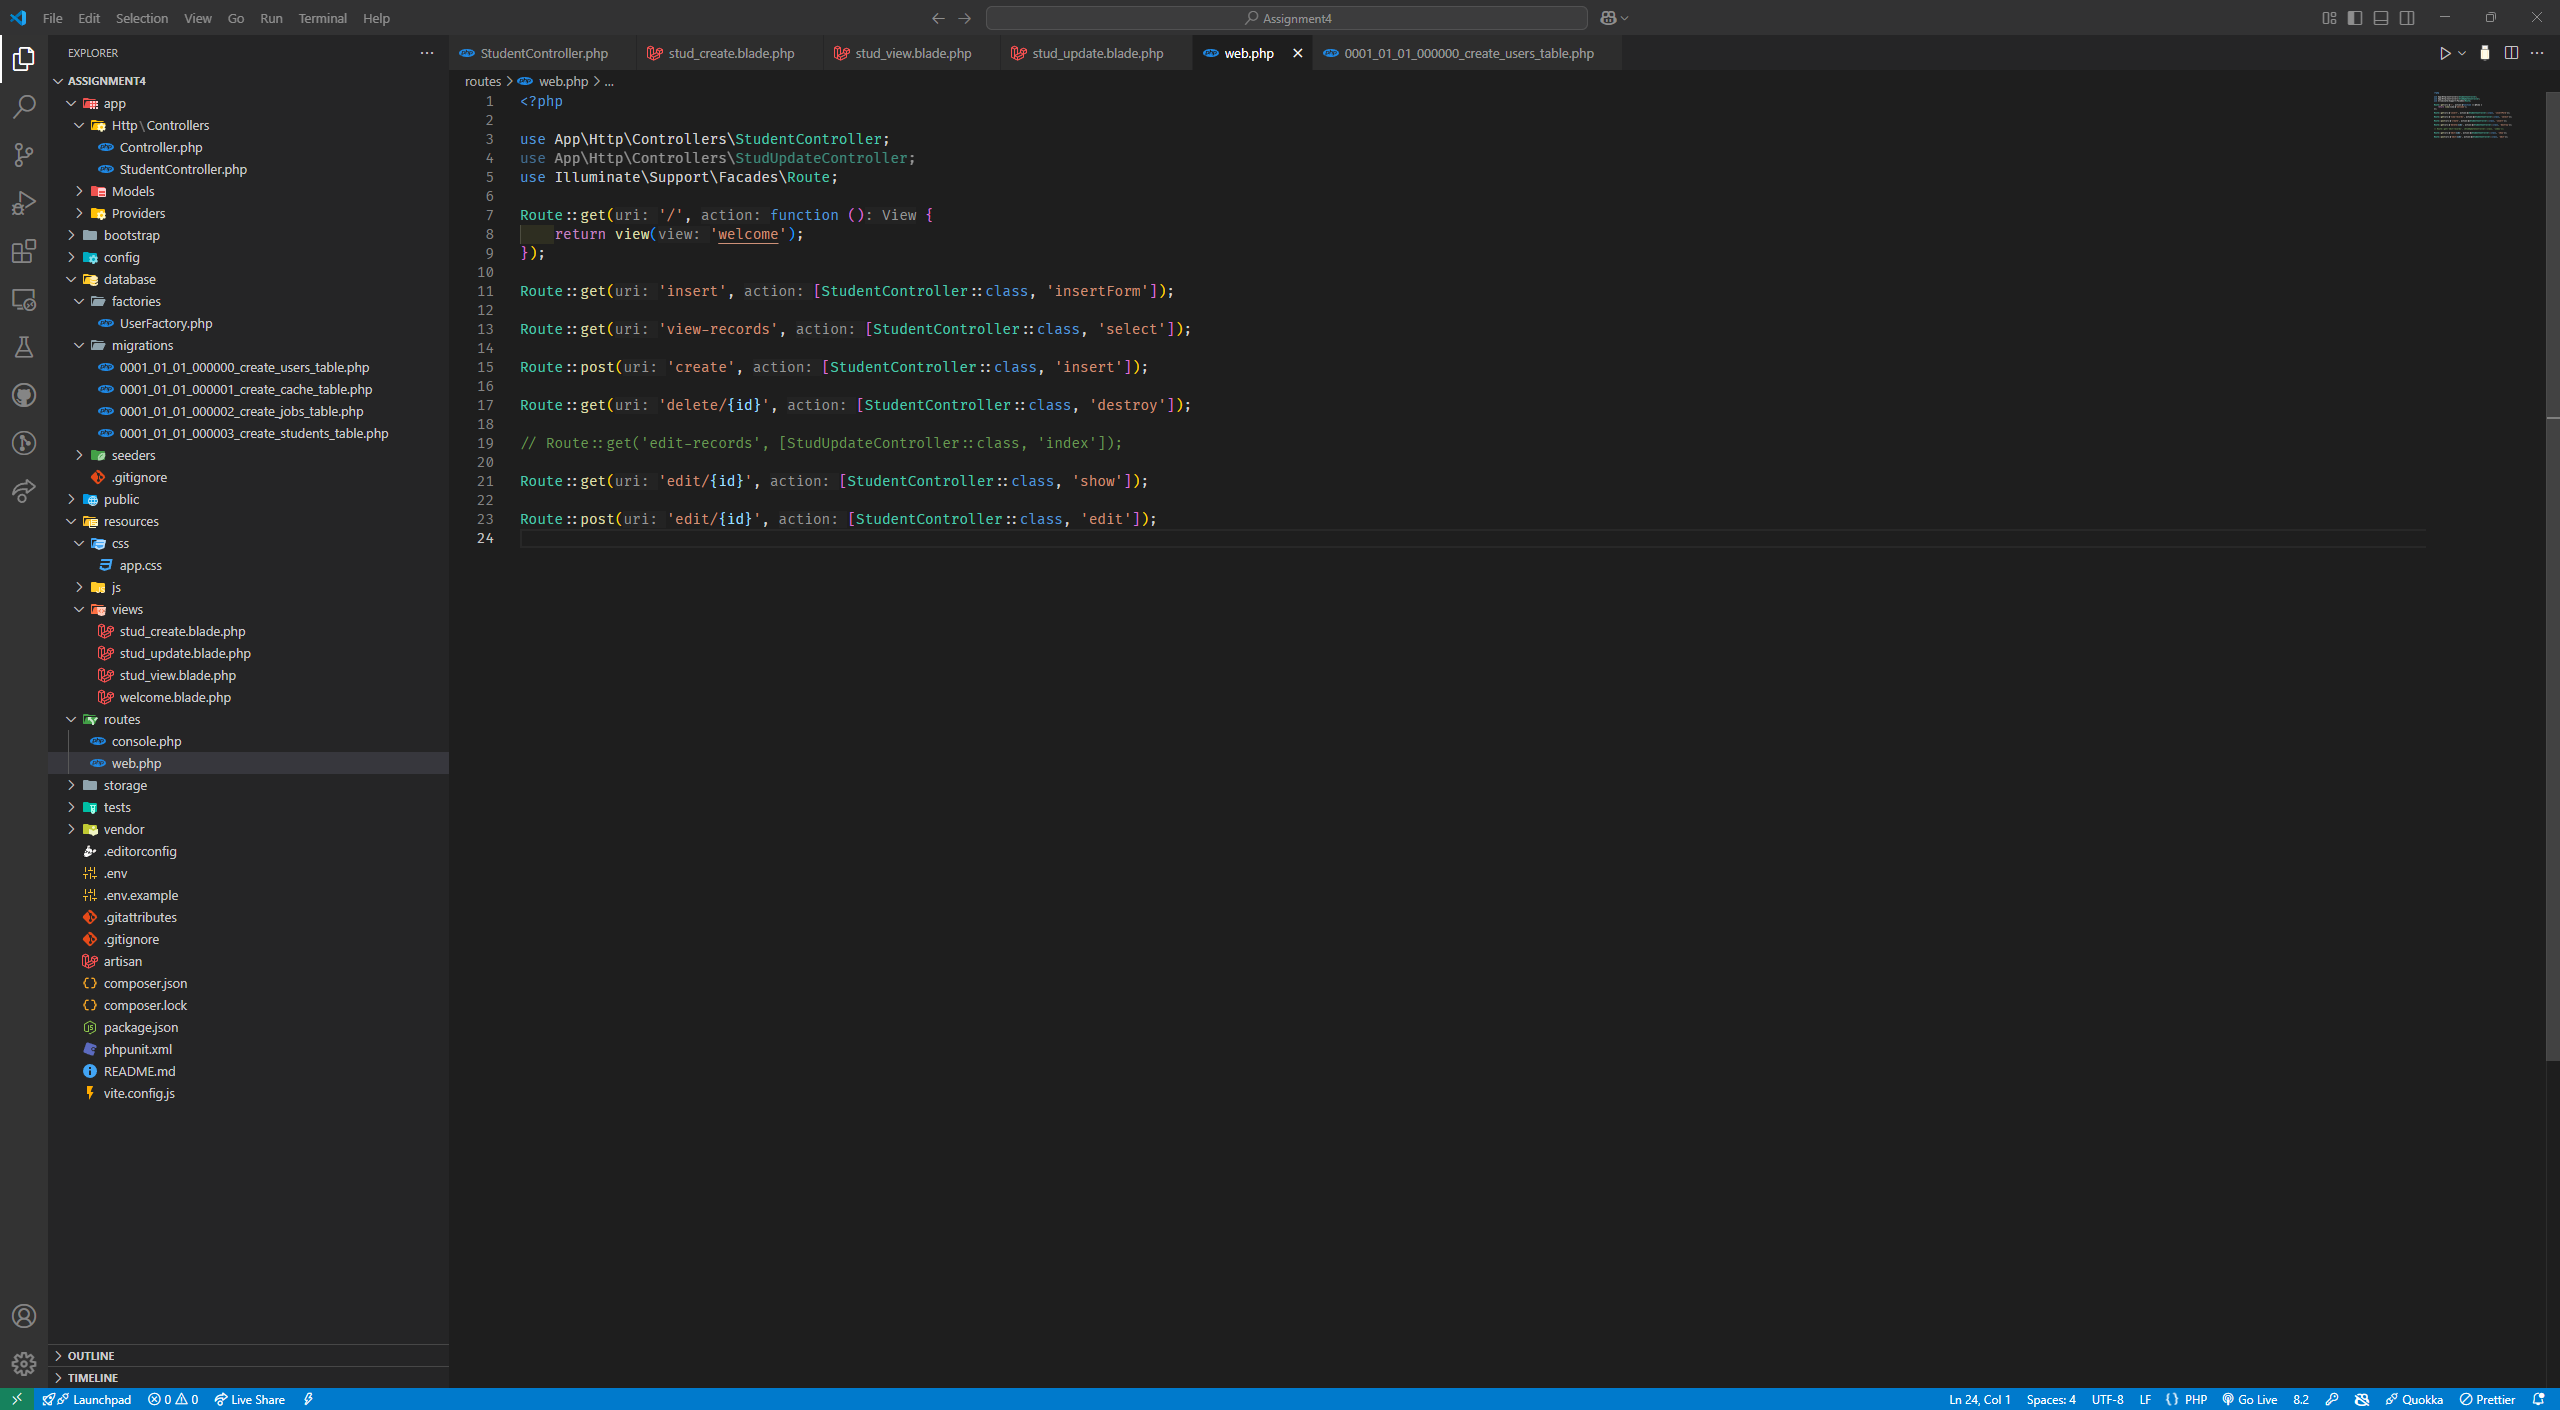 File Edit Selection View Go Run Terminal Help
Assignment4
EXPLORER
ASSIGNMENT4
app
Http\Controllers
Controller.php
StudentController.php
Models
Providers
bootstrap
config
database
factories
UserFactory.php
migrations
0001_01_01_000000_create_users_table.php
0001_01_01_000001_create_cache_table.php
0001_01_01_000002_create_jobs_table.php
0001_01_01_000003_create_students_table.php
seeders
.gitignore
public
resources
css
app.css
js
views
stud_create.blade.php
stud_update.blade.php
stud_view.blade.php
welcome.blade.php
routes
console.php
web.php
storage
tests
vendor
.editorconfig
.env
.env.example
.gitattributes
.gitignore
artisan
composer.json
composer.lock
package.json
phpunit.xml
README.md
vite.config.js
OUTLINE
TIMELINE
StudentController.php stud_create.blade.php stud_view.blade.php stud_update.blade.php web.php 0001_01_01_000000_create_users_table.php
routes > web.php > ...
1 <?php
2
3 use App\Http\Controllers\StudentController;
4 use App\Http\Controllers\StudUpdateController;
5 use Illuminate\Support\Facades\Route;
6
7 Route::get(uri: '/', action: function (): View {
8 return view(view: 'welcome');
9 });
10
11 Route::get(uri: 'insert', action: [StudentController::class, 'insertForm']);
12
13 Route::get(uri: 'view-records', action: [StudentController::class, 'select']);
14
15 Route::post(uri: 'create', action: [StudentController::class, 'insert']);
16
17 Route::get(uri: 'delete/{id}', action: [StudentController::class, 'destroy']);
18
19 // Route::get('edit-records', [StudUpdateController::class, 'index']);
20
21 Route::get(uri: 'edit/{id}', action: [StudentController::class, 'show']);
22
23 Route::post(uri: 'edit/{id}', action: [StudentController::class, 'edit']);
24
Launchpad 0 0 Live Share Ln 24, Col 1 Spaces: 4 UTF-8 LF {} PHP Go Live 8.2 Quokka Prettier